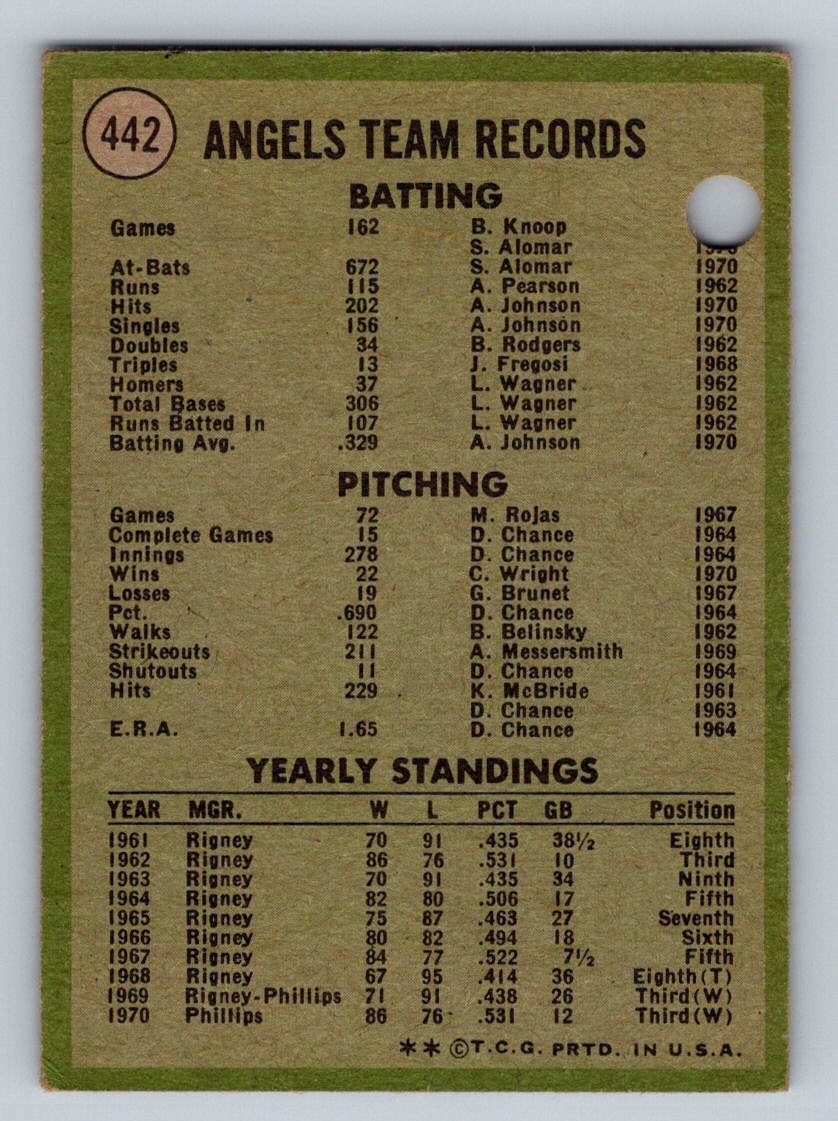 442 ANGELS TEAM RECORDS
BATTING
Games 162 B. Knoop
S. Alomar
At-Bats 672 S. Alomar 1970
Runs 115 A. Pearson 1962
Hits 202 A. Johnson 1970
Singles 156 A. Johnson 1970
Doubles 34 B. Rodgers 1962
Triples 13 J. Fregosi 1968
Homers 37 L. Wagner 1962
Total Bases 306 L. Wagner 1962
Runs Batted In 107 L. Wagner 1962
Batting Avg. .329 A. Johnson 1970
PITCHING
Games 72 M. Rojas 1967
Complete Games 15 D. Chance 1964
Innings 278 D. Chance 1964
Wins 22 C. Wright 1970
Losses 19 G. Brunet 1967
Pct. .690 D. Chance 1964
Walks 122 B. Belinsky 1962
Strikeouts 211 A. Messersmith 1969
Shutouts 11 D. Chance 1964
Hits 229 K. McBride 1961
D. Chance 1963
E.R.A. 1.65 D. Chance 1964
YEARLY STANDINGS
YEAR MGR. W L PCT GB Position
1961 Rigney 70 91 .435 38½ Eighth
1962 Rigney 86 76 .531 10 Third
1963 Rigney 70 91 .435 34 Ninth
1964 Rigney 82 80 .506 17 Fifth
1965 Rigney 75 87 .463 27 Seventh
1966 Rigney 80 82 .494 18 Sixth
1967 Rigney 84 77 .522 7½ Fifth
1968 Rigney 67 95 .414 36 Eighth(T)
1969 Rigney-Phillips 71 91 .438 26 Third(W)
1970 Phillips 86 76 .531 12 Third(W)
** ©T.C.G. PRTD. IN U.S.A.